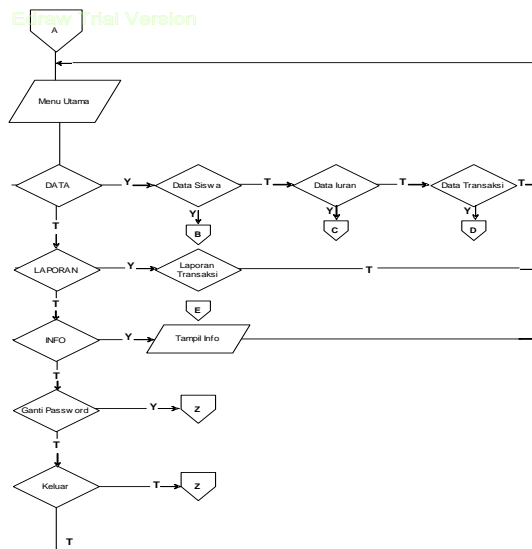 Edraw Trial Version
A
Menu Utama
DATA
Y
Data Siswa
T
Data Iuran
T
Data Transaksi
T
Y
Y
Y
T
B
C
D
LAPORAN
Y
Laporan
Transaksi
T
T
E
INFO
Y
Tampil Info
T
Ganti Password
Y
Z
T
Keluar
T
Z
T